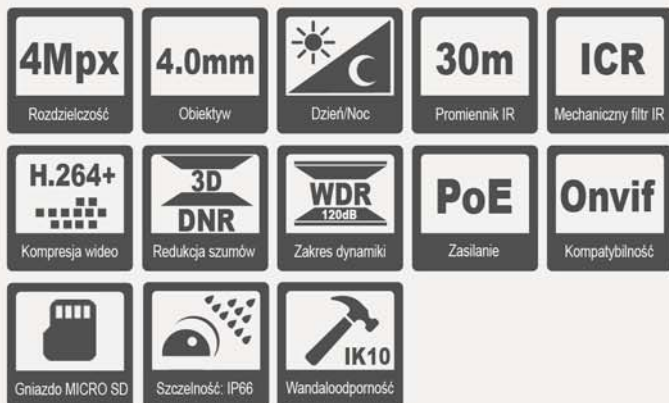 4Mpx
Rozdzielczość
4.0mm
Obiektyw
Dzień/Noc
30m
Promiennik IR
ICR
Mechaniczny filtr IR
H.264+
Kompresja wideo
3D
DNR
Redukcja szumów
WDR
120dB
Zakres dynamiki
PoE
Zasilanie
Onvif
Kompatybilność
Gniazdo MICRO SD
Szczelność: IP66
IK10
Wandaloodporność